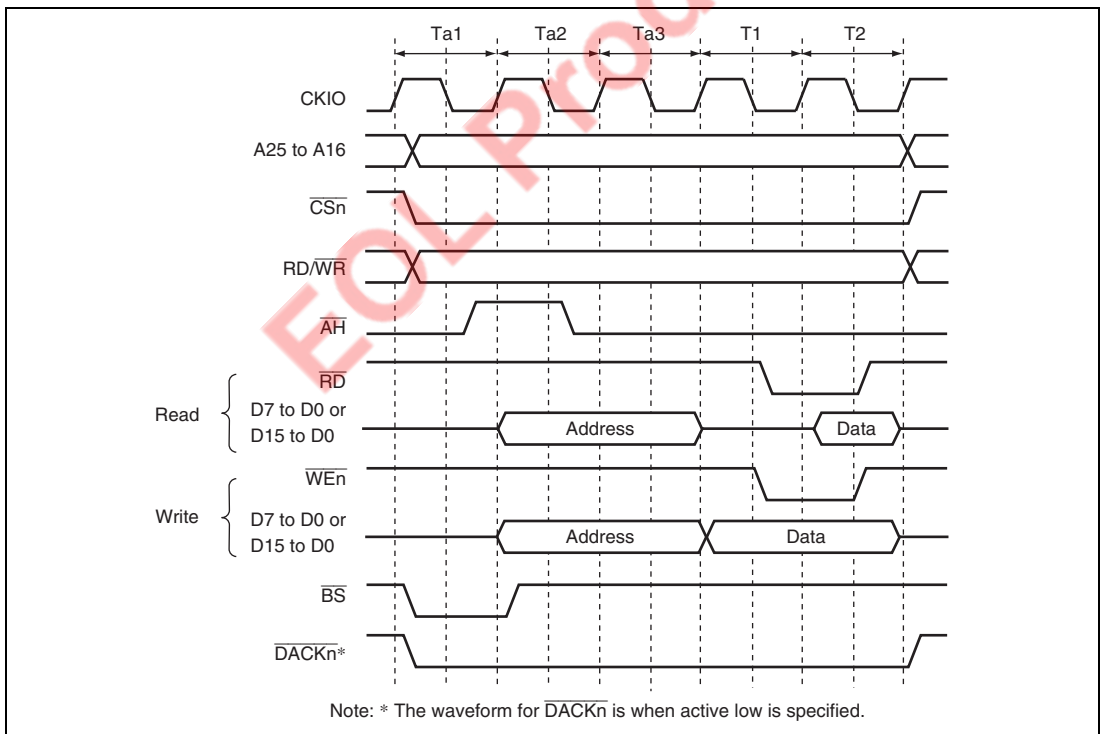 Ta1 Ta2 Ta3 T1 T2
CKIO
A25 to A16
CSn
RD/WR
AH
RD
Read
D7 to D0 or
D15 to D0
Address
Data
WEn
Write
D7 to D0 or
D15 to D0
Address
Data
BS
DACKn*
Note: * The waveform for DACKn is when active low is specified.
EOL